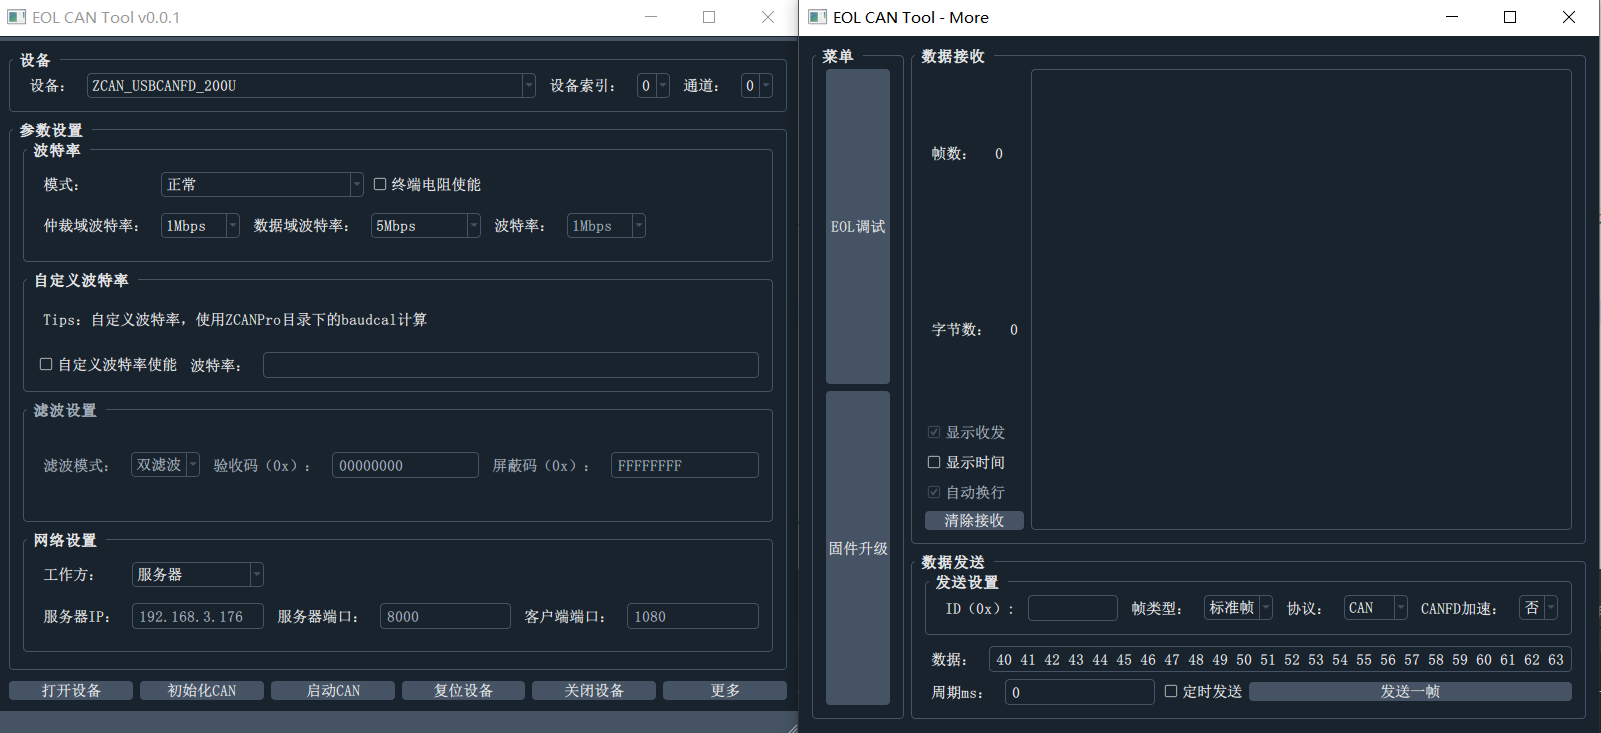 EOL CAN Tool v0.0.1
设备
设备： ZCAN_USBCANFD_200U 设备索引： 0 通道： 0
参数设置
波特率
模式： 正常 终端电阻使能
仲裁域波特率： 1Mbps 数据域波特率： 5Mbps 波特率： 1Mbps
自定义波特率
Tips：自定义波特率，使用ZCANPro目录下的baudcal计算
自定义波特率使能 波特率：
滤波设置
滤波模式： 双滤波 验收码（0x）： 00000000 屏蔽码（0x）： FFFFFFFF
网络设置
工作方： 服务器
服务器IP： 192.168.3.176 服务器端口： 8000 客户端端口： 1080
打开设备 初始化CAN 启动CAN 复位设备 关闭设备 更多
EOL CAN Tool - More
菜单
EOL调试
固件升级
数据接收
帧数： 0
字节数： 0
显示收发
显示时间
自动换行
清除接收
数据发送
发送设置
ID（0x）： 帧类型： 标准帧 协议： CAN CANFD加速： 否
数据： 40 41 42 43 44 45 46 47 48 49 50 51 52 53 54 55 56 57 58 59 60 61 62 63
周期ms： 0 定时发送 发送一帧